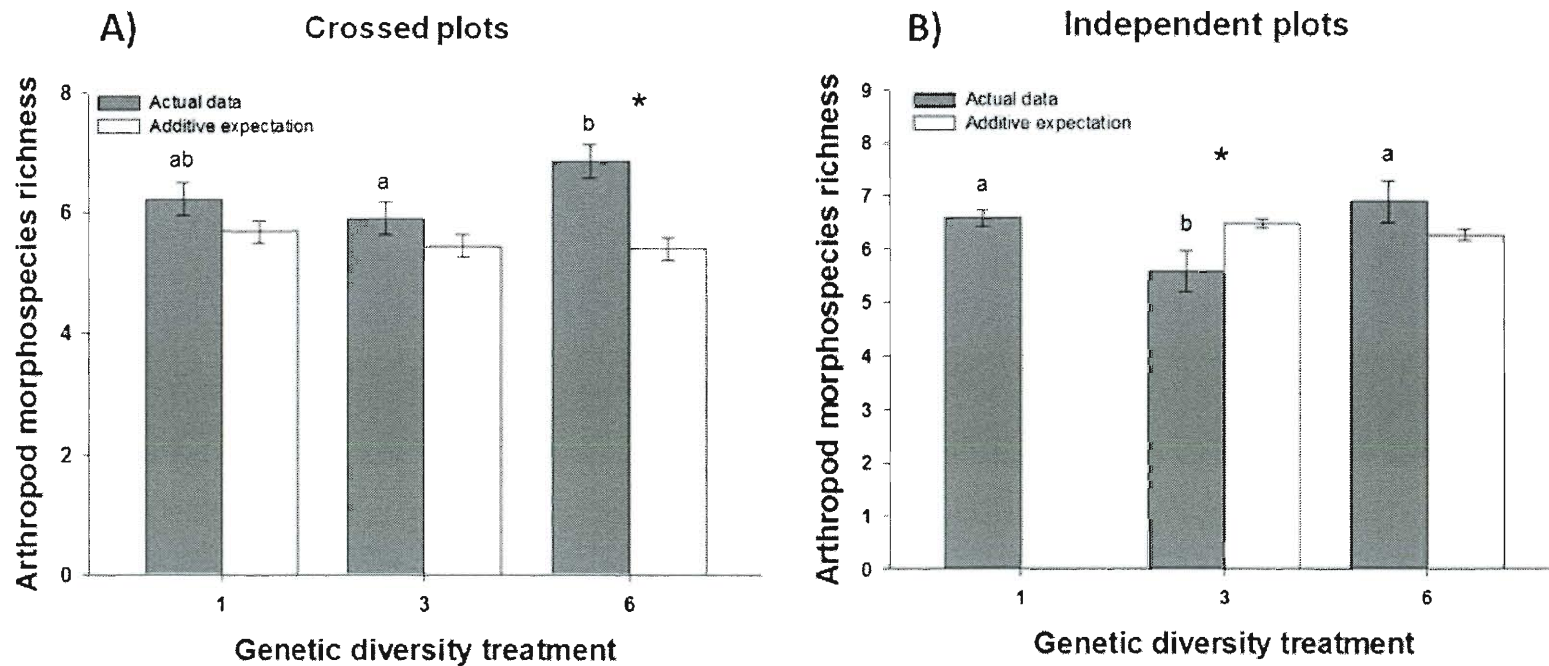 A)
Crossed plots
Arthropod morphospecies richness
8
6
4
2
0
Actual data
Additive expectation
ab
a
b
*
1
3
6
Genetic diversity treatment
B)
Independent plots
Arthropod morphospecies richness
9
8
7
6
5
4
3
2
1
0
Actual data
Additive expectation
a
b
*
a
1
3
6
Genetic diversity treatment